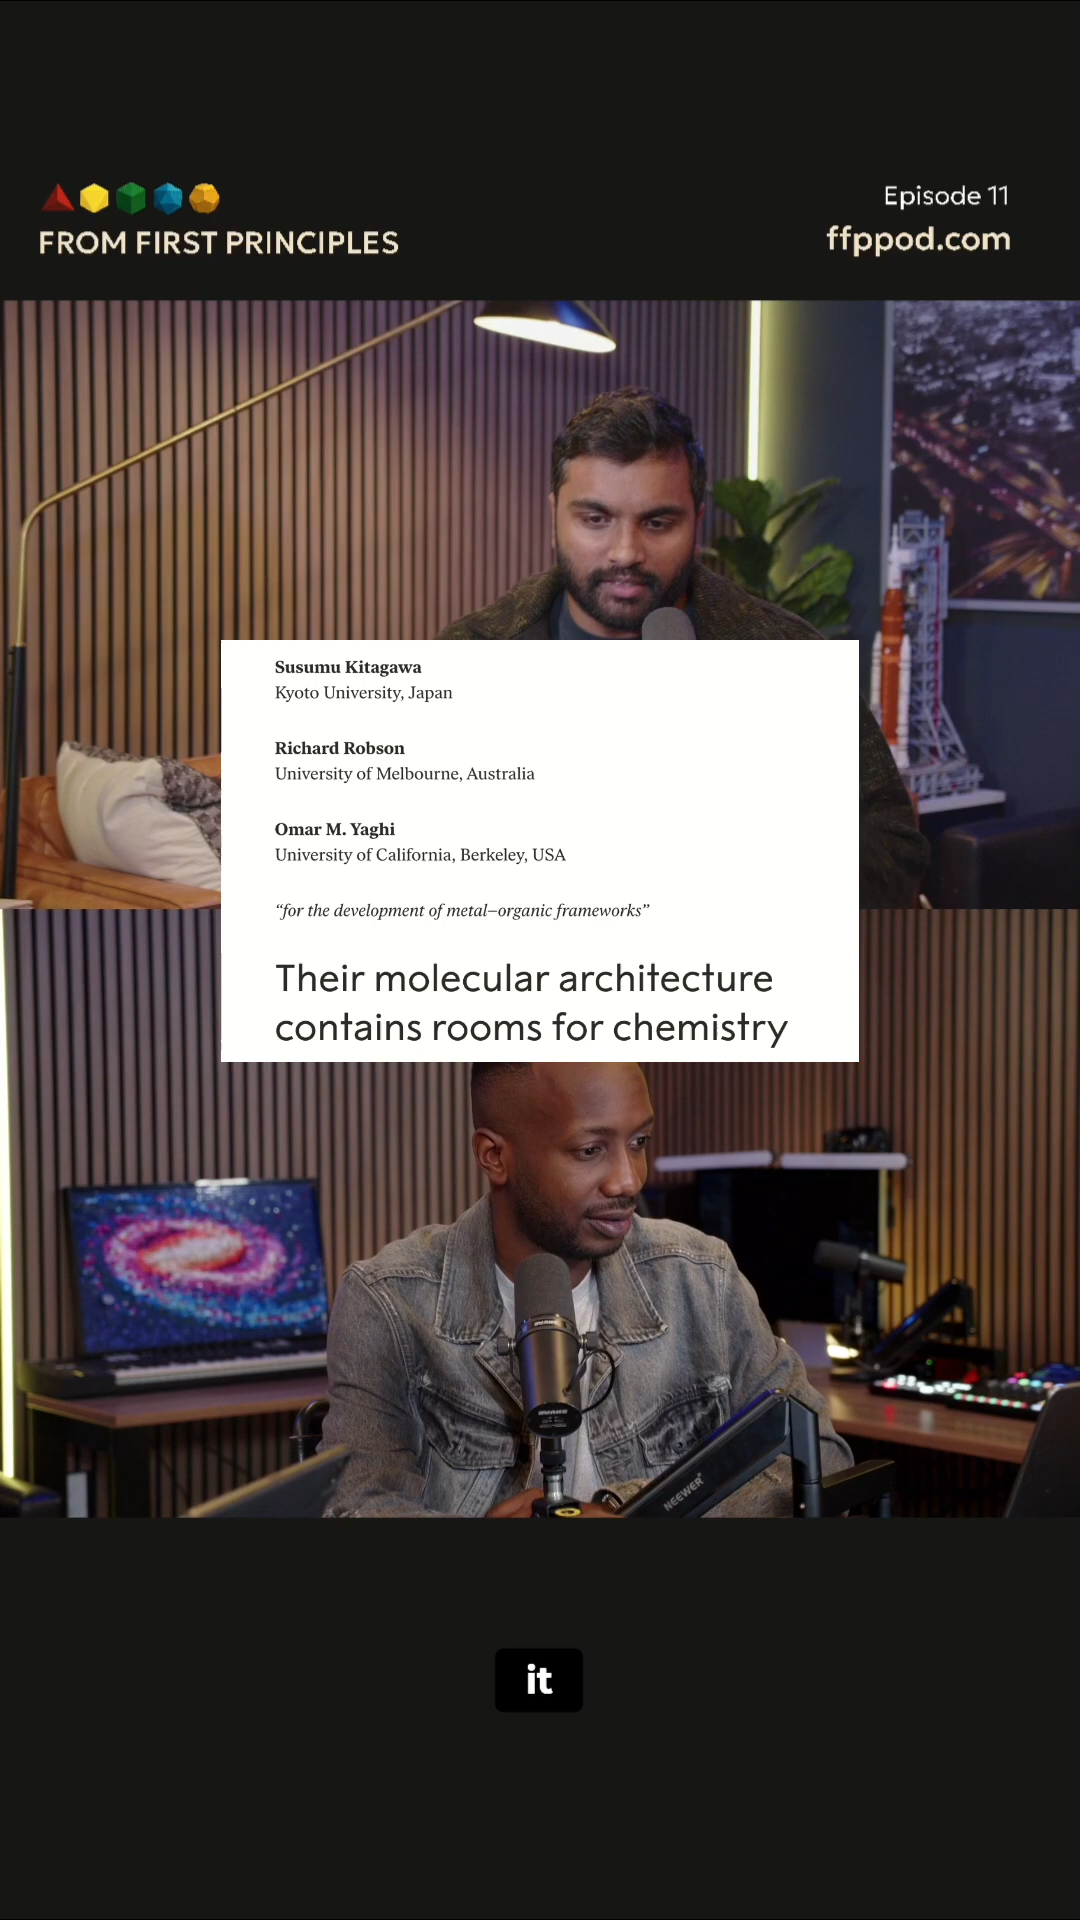 FROM FIRST PRINCIPLES
Episode 11
ffppod.com
Susumu Kitagawa
Kyoto University, Japan
Richard Robson
University of Melbourne, Australia
Omar M. Yaghi
University of California, Berkeley, USA
“for the development of metal–organic frameworks”
Their molecular architecture
contains rooms for chemistry
NEEWER
it